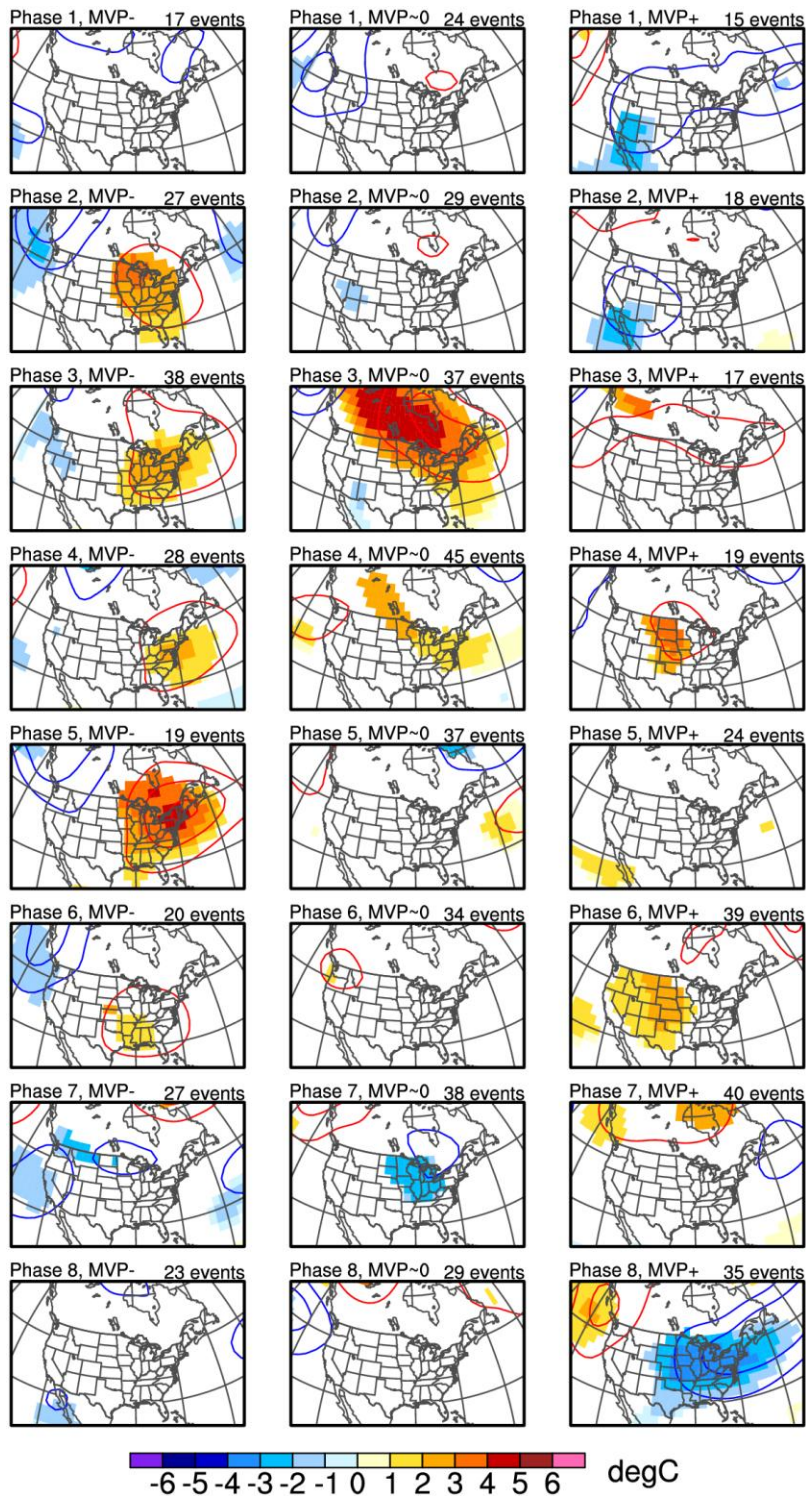 Phase 1, MVP- 17 events
Phase 1, MVP~0 24 events
Phase 1, MVP+ 15 events
Phase 2, MVP- 27 events
Phase 2, MVP~0 29 events
Phase 2, MVP+ 18 events
Phase 3, MVP- 38 events
Phase 3, MVP~0 37 events
Phase 3, MVP+ 17 events
Phase 4, MVP- 28 events
Phase 4, MVP~0 45 events
Phase 4, MVP+ 19 events
Phase 5, MVP- 19 events
Phase 5, MVP~0 37 events
Phase 5, MVP+ 24 events
Phase 6, MVP- 20 events
Phase 6, MVP~0 34 events
Phase 6, MVP+ 39 events
Phase 7, MVP- 27 events
Phase 7, MVP~0 38 events
Phase 7, MVP+ 40 events
Phase 8, MVP- 23 events
Phase 8, MVP~0 29 events
Phase 8, MVP+ 35 events
-6 -5 -4 -3 -2 -1 0 1 2 3 4 5 6 degC